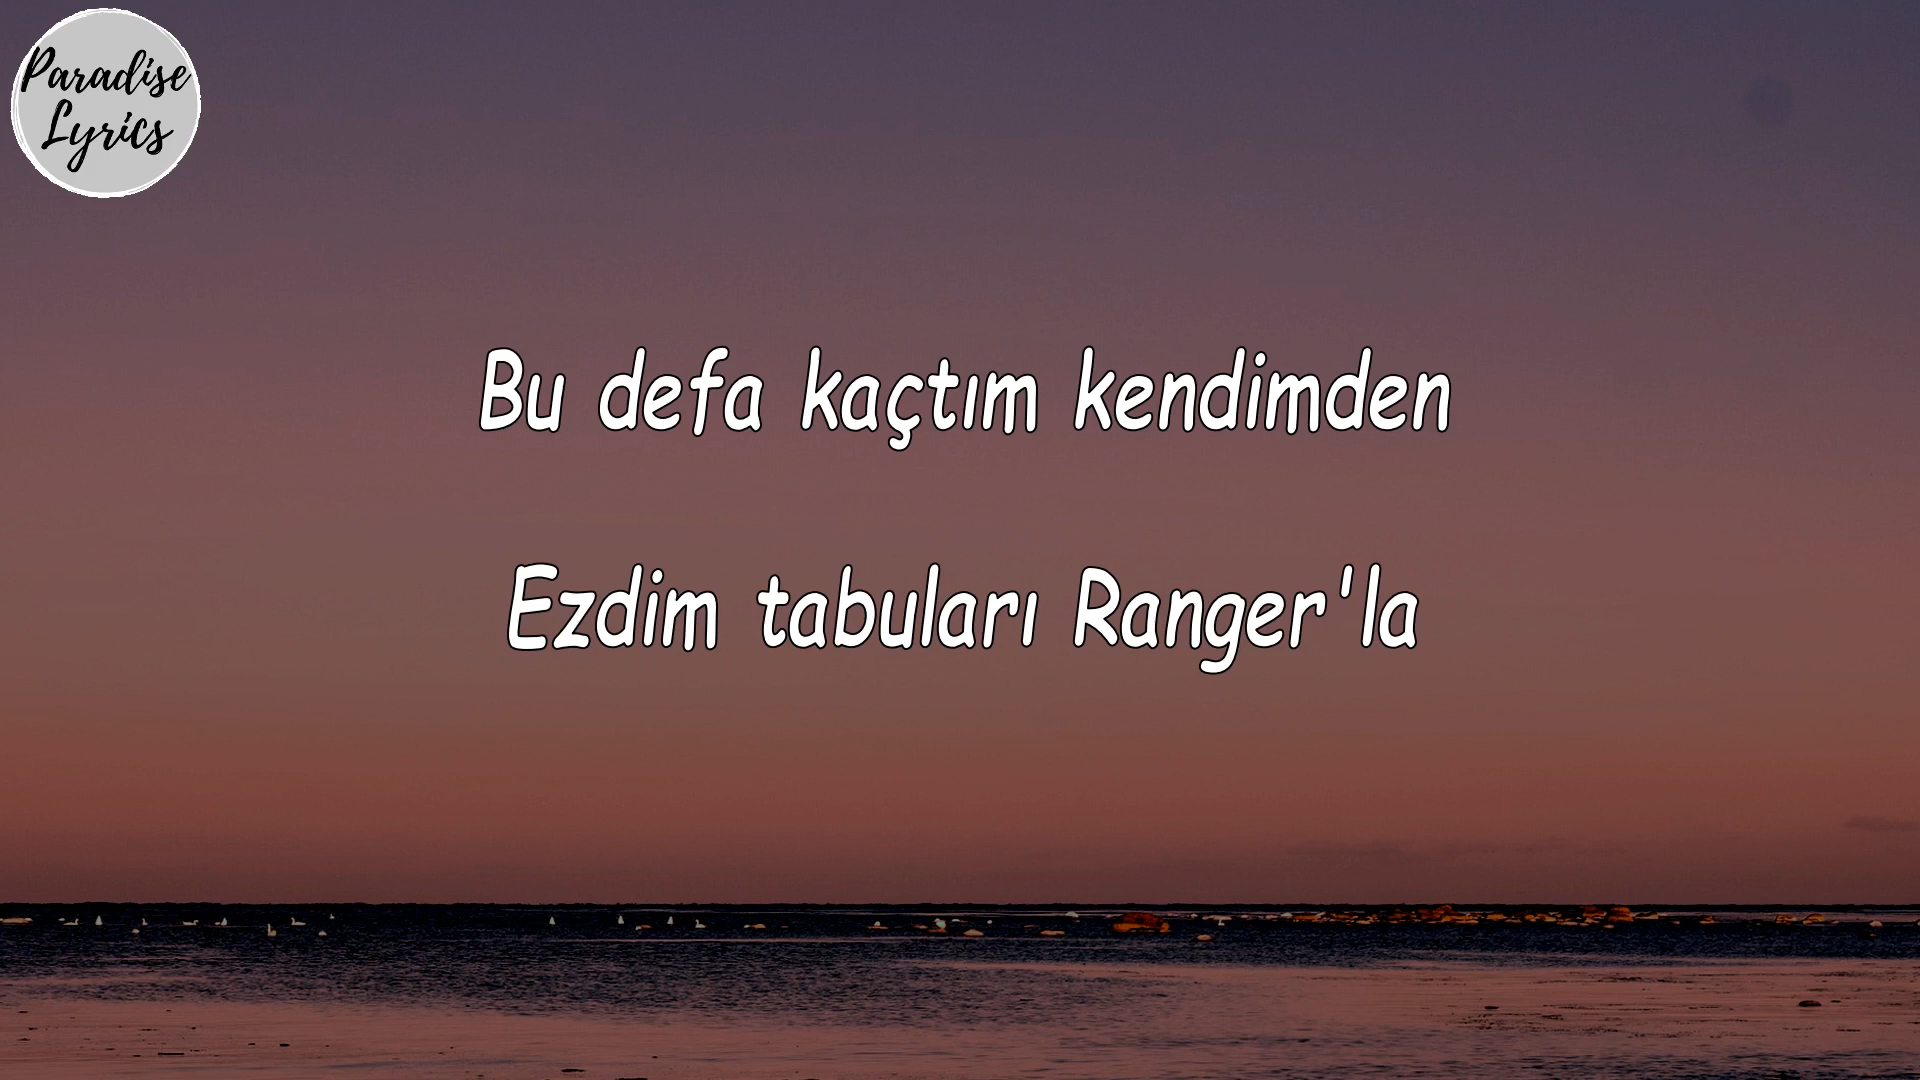 Paradise
Lyrics
Bu defa kaçtım kendimden
Ezdim tabuları Ranger'la